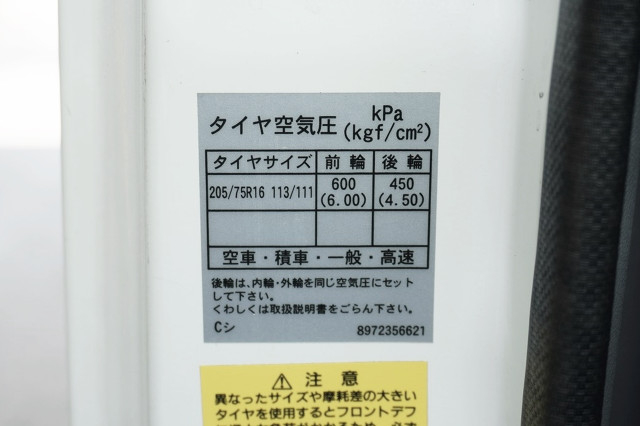 タイヤ空気圧 kPa (kgf/cm²)
タイヤサイズ 前輪 後輪
205/75R16 113/111 600 (6.00) 450 (4.50)
空車・積車・一般・高速
後輪は、内輪・外輪を同じ空気圧にセット
して下さい。
くわしくは取扱説明書をごらん下さい。
Cシ 8972356621
⚠ 注意
異なったサイズや摩耗差の大きい
タイヤを使用するとフロントデフ